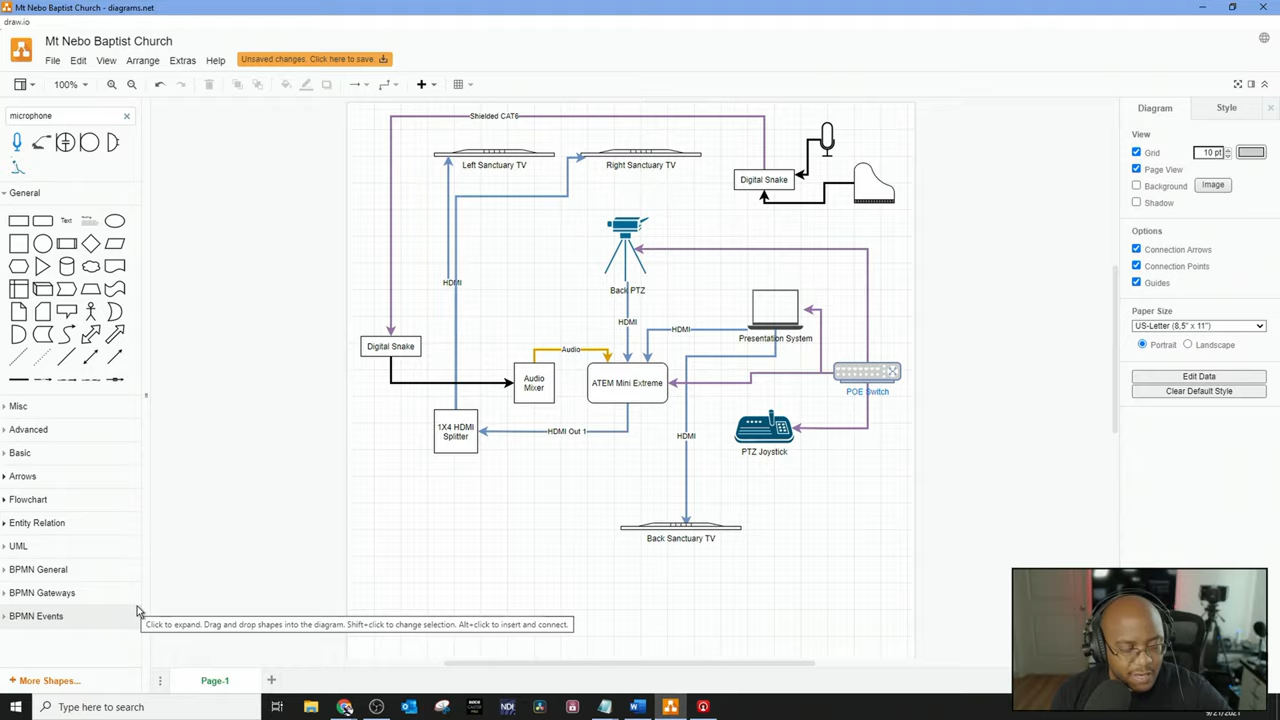 Mt Nebo Baptist Church - diagrams.net
draw.io
Mt Nebo Baptist Church
File Edit View Arrange Extras Help
Unsaved changes. Click here to save.
100%
microphone
General
Text
Misc
Advanced
Basic
Arrows
Flowchart
Entity Relation
UML
BPMN General
BPMN Gateways
BPMN Events
Click to expand. Drag and drop shapes into the diagram. Shift+click to change selection. Alt+click to insert and connect.
+ More Shapes...
Page-1
Shielded CAT6
Left Sanctuary TV
Right Sanctuary TV
Digital Snake
HDMI
Back PTZ
HDMI
HDMI
Presentation System
Digital Snake
Audio
Audio
Mixer
ATEM Mini Extreme
POE Switch
1X4 HDMI
Splitter
HDMI Out 1
HDMI
PTZ Joystick
Back Sanctuary TV
Diagram
Style
View
Grid
10 pt
Page View
Background
Image
Shadow
Options
Connection Arrows
Connection Points
Guides
Paper Size
US-Letter (8,5" x 11")
Portrait
Landscape
Edit Data
Clear Default Style
Type here to search
NDI
9/21/2021